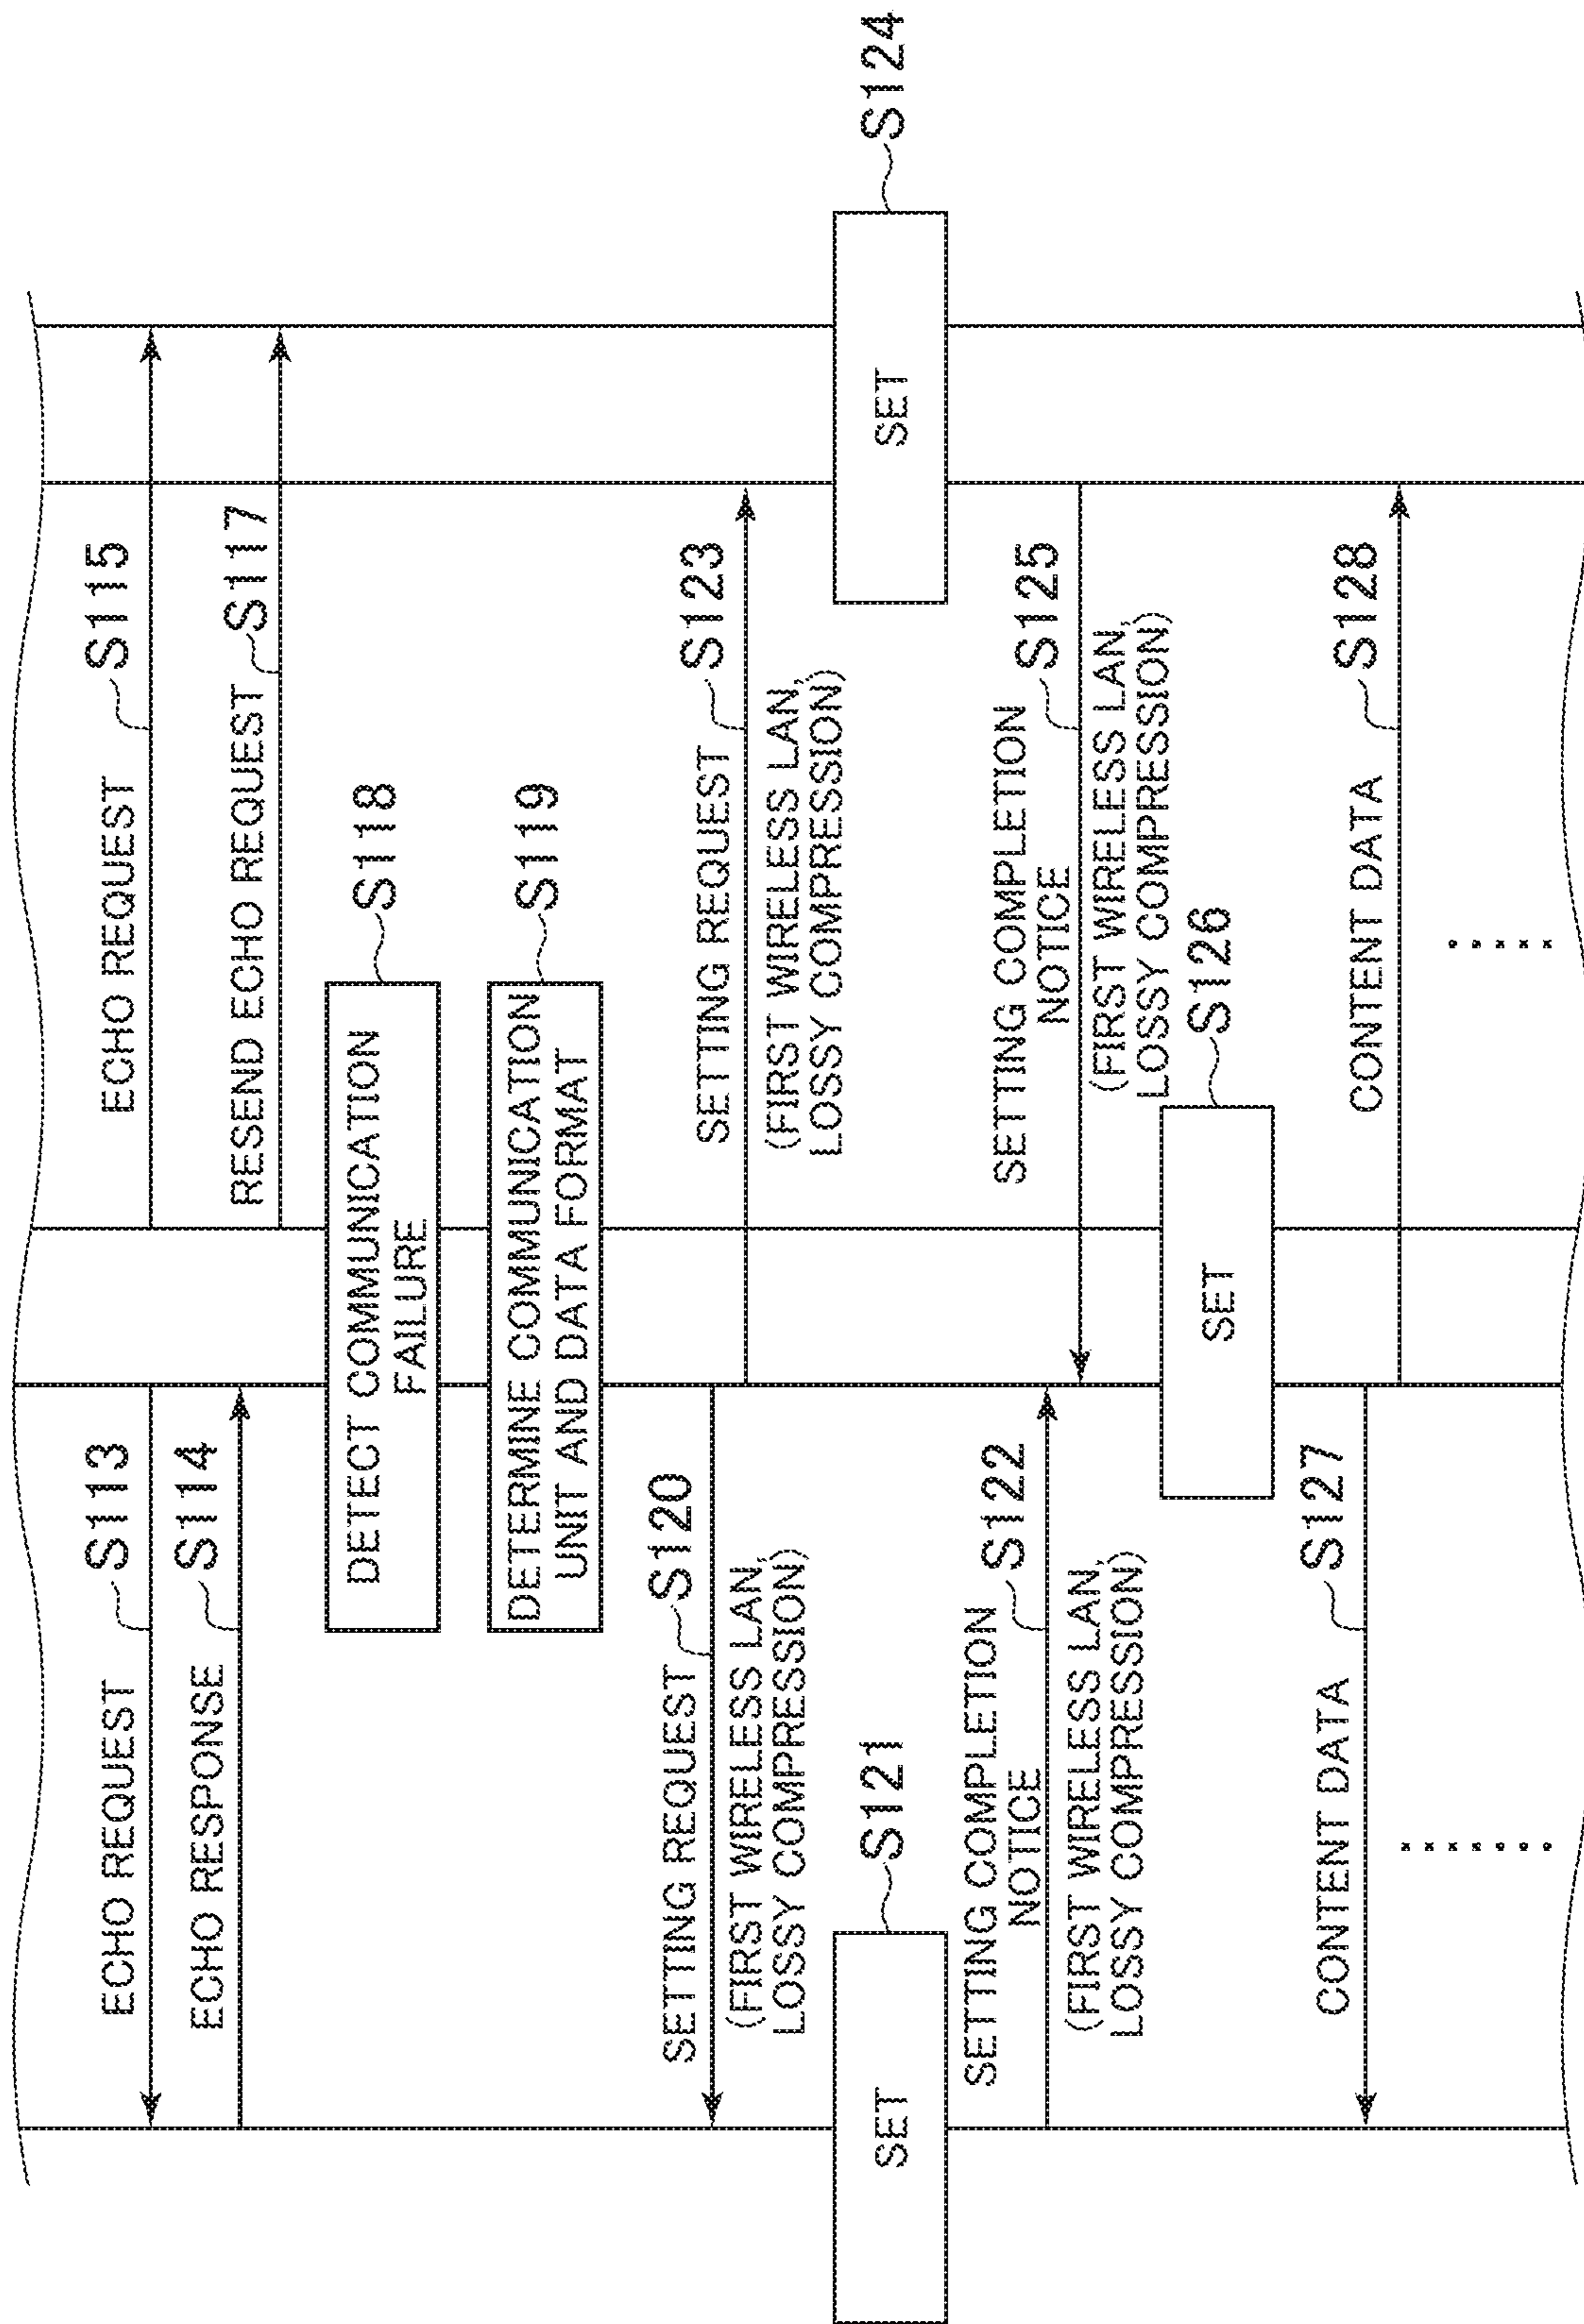 ECHO REQUEST
S113
ECHO REQUEST
S115
ECHO RESPONSE
S114
RESEND ECHO REQUEST
S117
DETECT COMMUNICATION
FAILURE
S118
DETERMINE COMMUNICATION
UNIT AND DATA FORMAT
S119
SETTING REQUEST
S120
(FIRST WIRELESS LAN,
LOSSY COMPRESSION)
SETTING REQUEST
S123
(FIRST WIRELESS LAN,
LOSSY COMPRESSION)
SET
S121
SET
S124
SETTING COMPLETION
NOTICE
S122
(FIRST WIRELESS LAN,
LOSSY COMPRESSION)
SETTING COMPLETION
NOTICE
S125
(FIRST WIRELESS LAN,
LOSSY COMPRESSION)
SET
S126
CONTENT DATA
S127
CONTENT DATA
S128